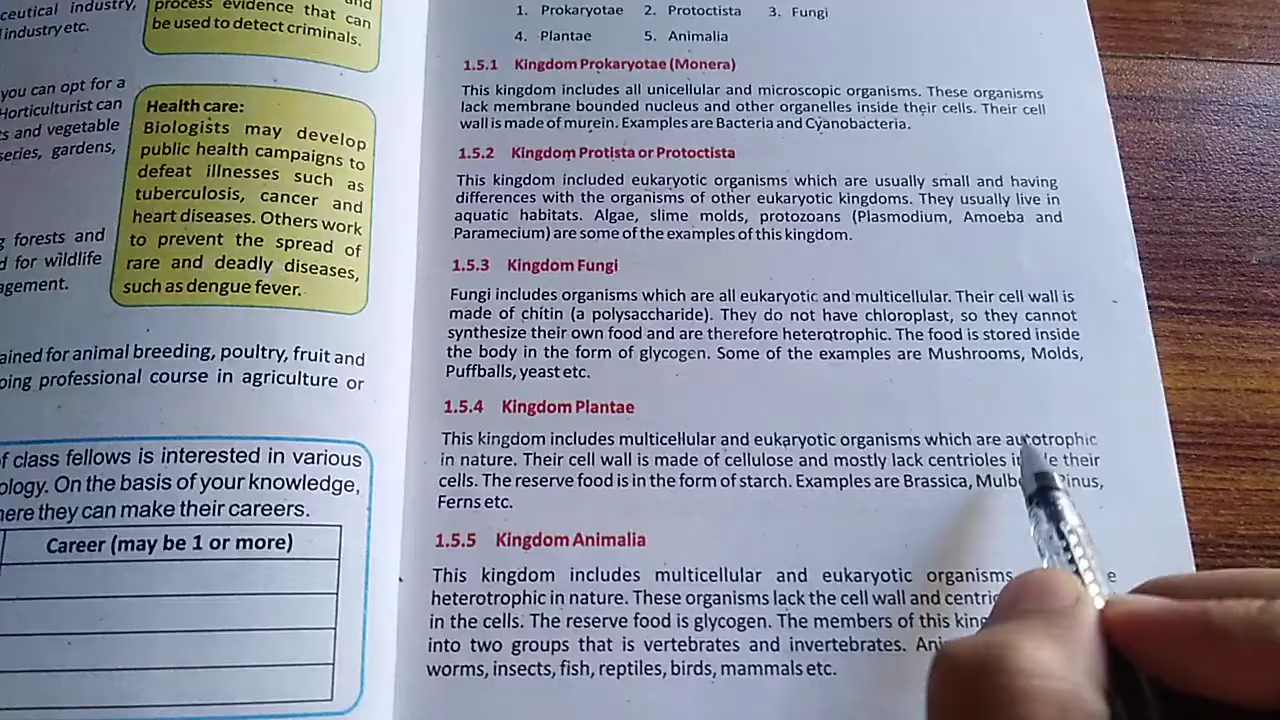 ceutical industry,
industry etc.
process evidence that can
be used to detect criminals.
you can opt for a
Horticulturist can
s and vegetable
series, gardens,
Health care:
Biologists may develop
public health campaigns to
defeat illnesses such as
tuberculosis, cancer and
heart diseases. Others work
to prevent the spread of
rare and deadly diseases,
such as dengue fever.
g forests and
d for wildlife
agement.
ained for animal breeding, poultry, fruit and
oing professional course in agriculture or
f class fellows is interested in various
ology. On the basis of your knowledge,
here they can make their careers.
Career (may be 1 or more)
1. Prokaryotae 2. Protoctista 3. Fungi
4. Plantae 5. Animalia
1.5.1 Kingdom Prokaryotae (Monera)
This kingdom includes all unicellular and microscopic organisms. These organisms
lack membrane bounded nucleus and other organelles inside their cells. Their cell
wall is made of murein. Examples are Bacteria and Cyanobacteria.
1.5.2 Kingdom Protista or Protoctista
This kingdom included eukaryotic organisms which are usually small and having
differences with the organisms of other eukaryotic kingdoms. They usually live in
aquatic habitats. Algae, slime molds, protozoans (Plasmodium, Amoeba and
Paramecium) are some of the examples of this kingdom.
1.5.3 Kingdom Fungi
Fungi includes organisms which are all eukaryotic and multicellular. Their cell wall is
made of chitin (a polysaccharide). They do not have chloroplast, so they cannot
synthesize their own food and are therefore heterotrophic. The food is stored inside
the body in the form of glycogen. Some of the examples are Mushrooms, Molds,
Puffballs, yeast etc.
1.5.4 Kingdom Plantae
This kingdom includes multicellular and eukaryotic organisms which are autotrophic
in nature. Their cell wall is made of cellulose and mostly lack centrioles their
cells. The reserve food is in the form of starch. Examples are Brassica, Pinus,
Ferns etc.
1.5.5 Kingdom Animalia
This kingdom includes multicellular and eukaryotic organisms
heterotrophic in nature. These organisms lack the cell wall and
in the cells. The reserve food is glycogen. The members of this
into two groups that is vertebrates and invertebrates.
worms, insects, fish, reptiles, birds, mammals etc.